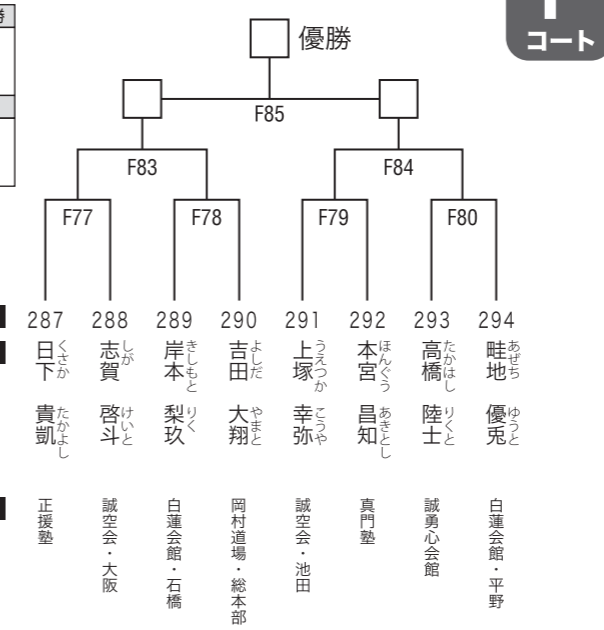 コート
優勝
F85
F83
F84
F77
F78
F79
F80
287
288
289
290
291
292
293
294
日下 貴凱
くさか たかよし
志賀 啓斗
しが けいと
岸本 梨玖
きしもと りく
吉田 大翔
よしだ やまと
上塚 幸弥
うえつか こうや
本宮 昌知
ほんぐう あきとし
高橋 陸士
たかはし りくと
畦地 優兎
あぜち ゆうと
正援塾
誠空会・大阪
白蓮会館・石橋
岡村道場・総本部
誠空会・池田
真門塾
誠勇心会館
白蓮会館・平野